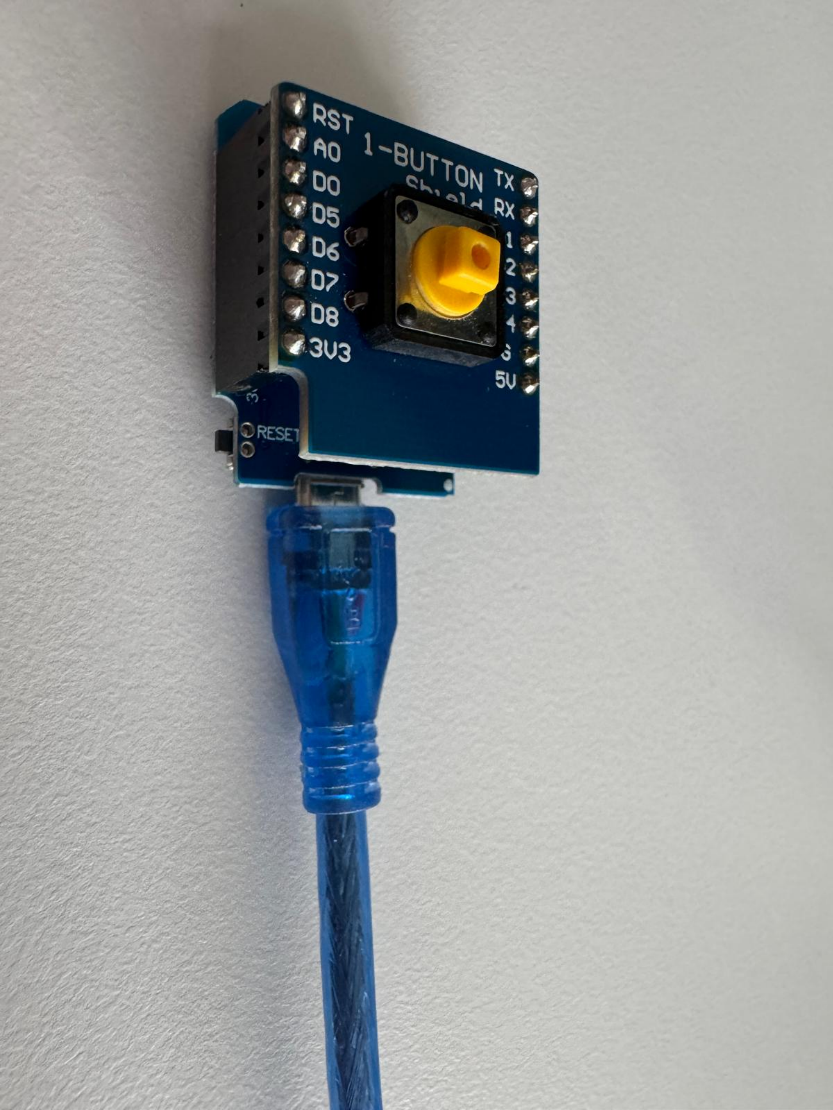 RST
A0
D0
D5
D6
D7
D8
3V3
1-BUTTON
Shield
TX
RX
1
2
3
4
G
5V
RESET